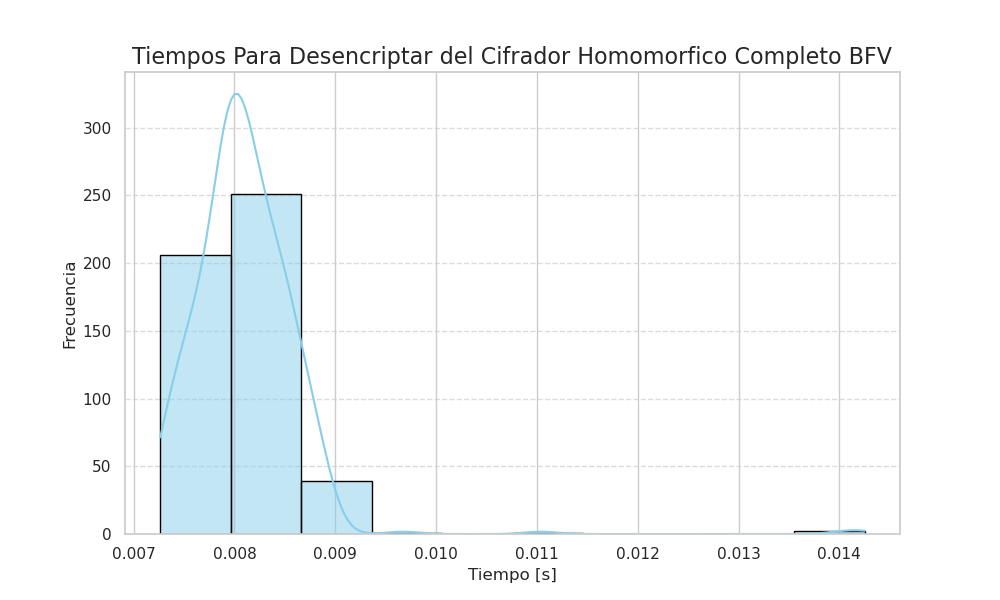 Tiempos Para Desencriptar del Cifrador Homomorfico Completo BFV
300
250
200
150
100
50
0
Frecuencia
0.007 0.008 0.009 0.010 0.011 0.012 0.013 0.014
Tiempo [s]